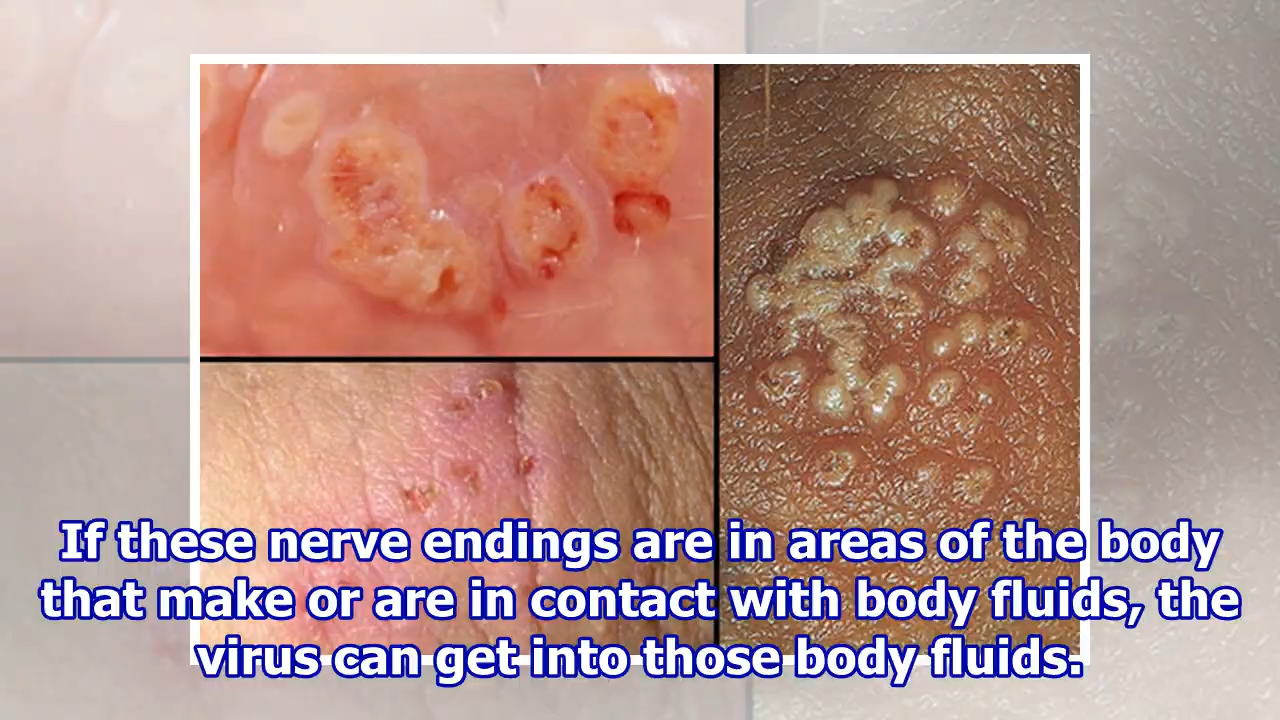 If these nerve endings are in areas of the body
that make or are in contact with body fluids, the
virus can get into those body fluids.